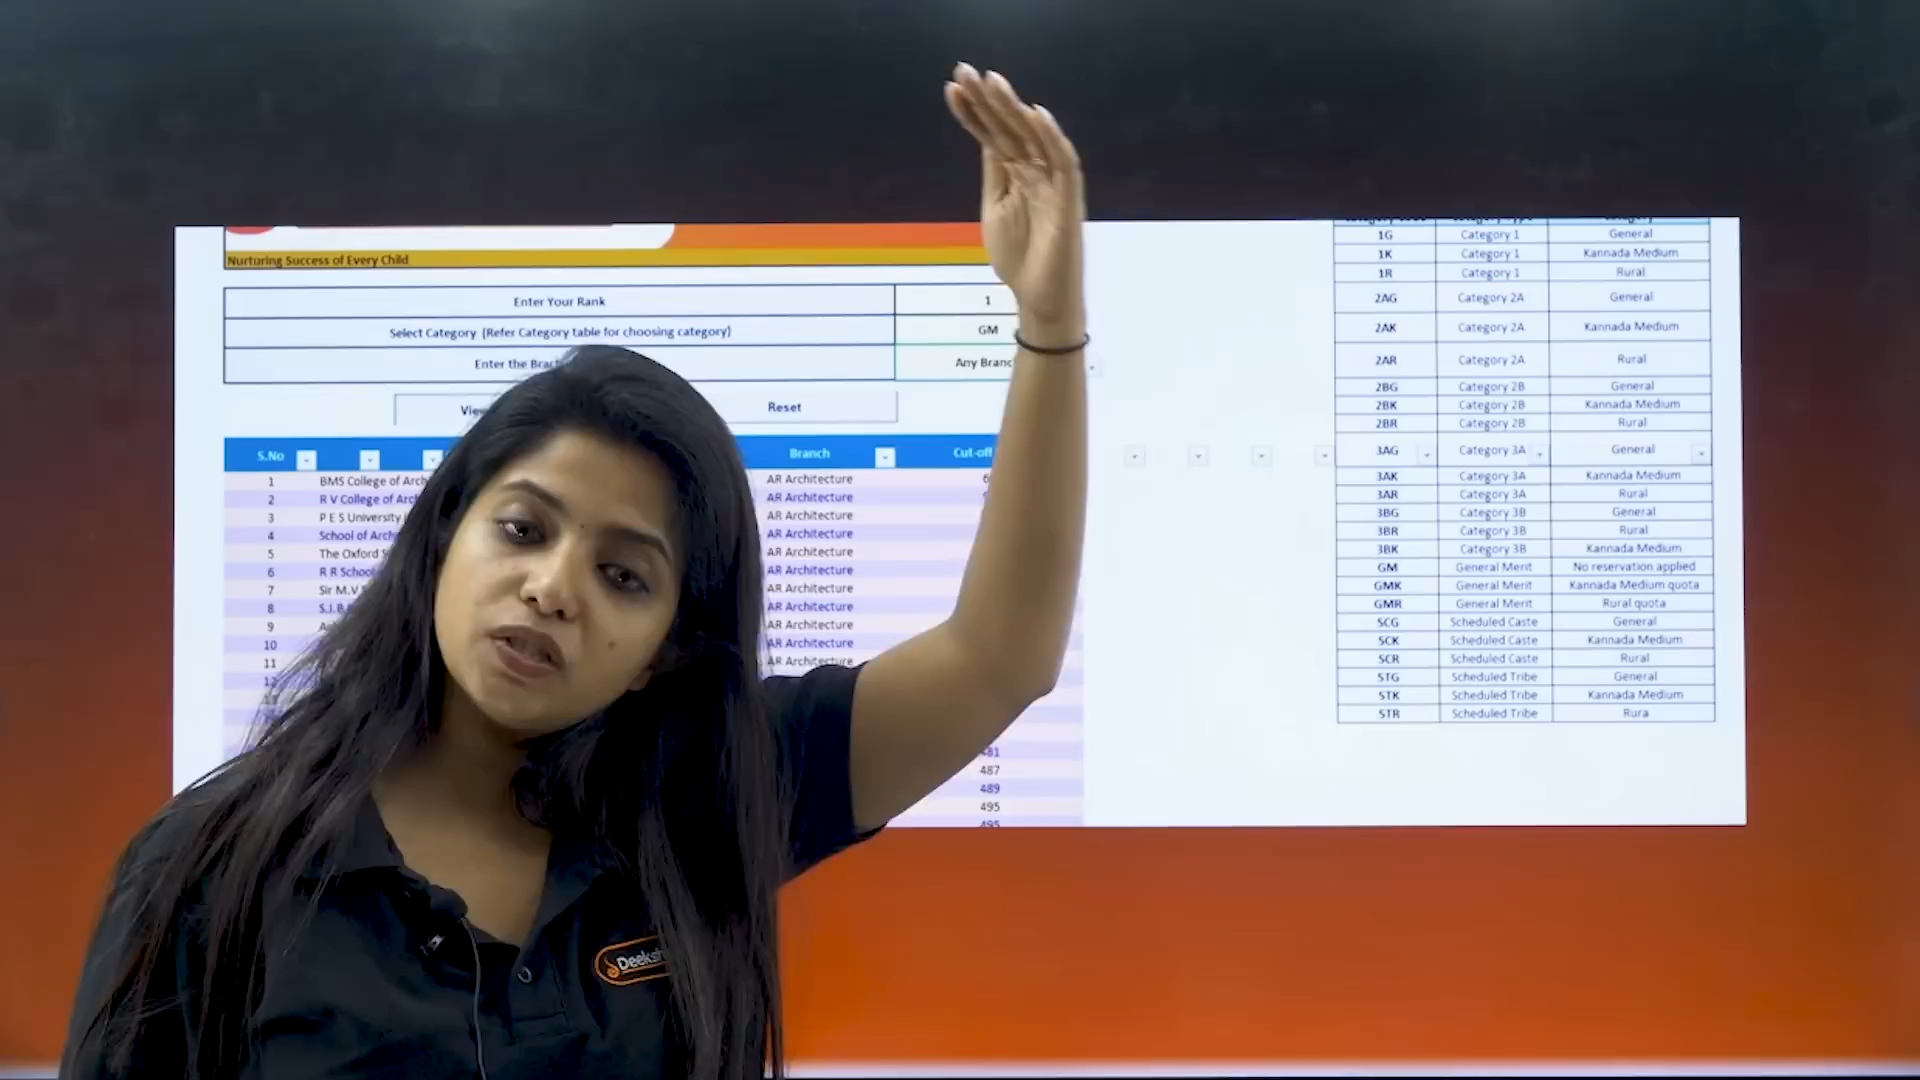 Nurturing Success of Every Child
Enter Your Rank 1
Select Category (Refer Category table for choosing category) GM
Enter the Any
Reset
S.No Branch
1 BMS College of AR Architecture
2 R V College of AR Architecture
3 P E S University AR Architecture
4 School of AR Architecture
5 The Oxford AR Architecture
6 R R AR Architecture
7 Sir M.V AR Architecture
8 AR Architecture
9 AR Architecture
10 AR Architecture
11 AR Architecture
487
489
495
1G Category 1 General
1K Category 1 Kannada Medium
1R Category 1 Rural
2AG Category 2A General
2AK Category 2A Kannada Medium
2AR Category 2A Rural
2BG Category 2B General
2BK Category 2B Kannada Medium
2BR Category 2B Rural
3AG Category 3A General
3AK Category 3A Kannada Medium
3AR Category 3A Rural
3BG Category 3B General
3BR Category 3B Rural
3BK Category 3B Kannada Medium
GM General Merit No reservation applied
GMK General Merit Kannada Medium quota
GMR General Merit Rural quota
SCG Scheduled Caste General
SCK Scheduled Caste Kannada Medium
SCR Scheduled Caste Rural
STG Scheduled Tribe General
STK Scheduled Tribe Kannada Medium
STR Scheduled Tribe Rura